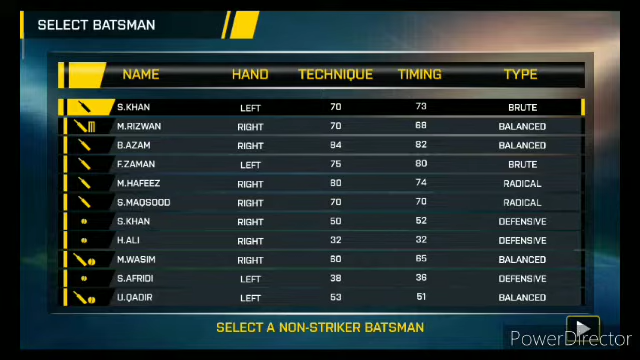 SELECT BATSMAN
NAME HAND TECHNIQUE TIMING TYPE
S.KHAN LEFT 70 73 BRUTE
M.RIZWAN RIGHT 70 68 BALANCED
B.AZAM RIGHT 84 82 BALANCED
F.ZAMAN LEFT 75 80 BRUTE
M.HAFEEZ RIGHT 80 74 RADICAL
S.MAQSOOD RIGHT 70 70 RADICAL
S.KHAN RIGHT 50 52 DEFENSIVE
H.ALI RIGHT 32 32 DEFENSIVE
M.WASIM RIGHT 60 65 BALANCED
S.AFRIDI LEFT 38 36 DEFENSIVE
U.QADIR LEFT 53 51 BALANCED
SELECT A NON-STRIKER BATSMAN
PowerDirector